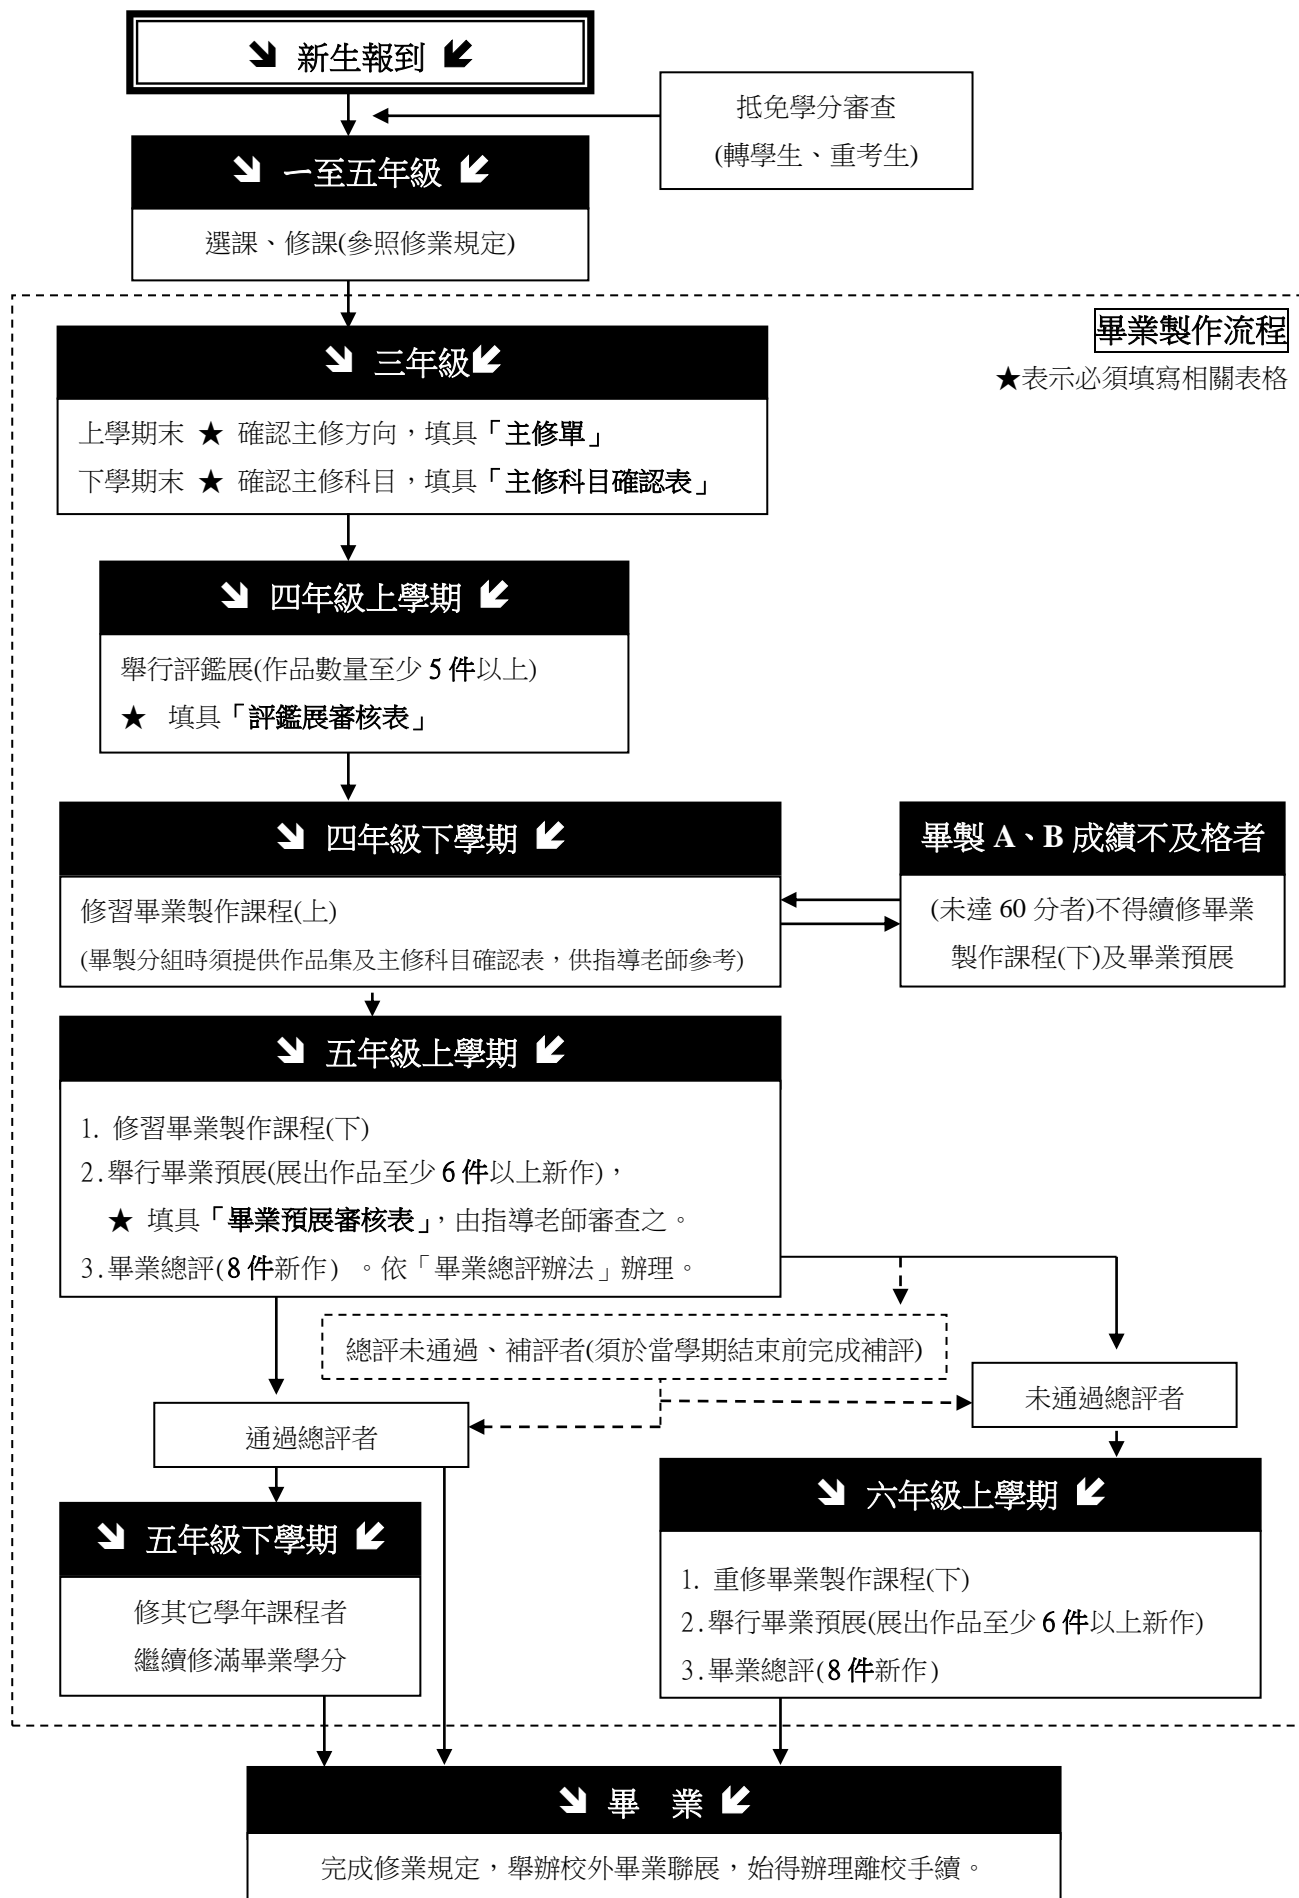 新生報到
抵免學分審查
(轉學生、重考生)
一至五年級
選課、修課(參照修業規定)
畢業製作流程
★表示必須填寫相關表格
三年級
上學期末 ★ 確認主修方向，填具「主修單」
下學期末 ★ 確認主修科目，填具「主修科目確認表」
四年級上學期
舉行評鑑展(作品數量至少 5 件以上)
★ 填具「評鑑展審核表」
四年級下學期
修習畢業製作課程(上)
(畢製分組時須提供作品集及主修科目確認表，供指導老師參考)
畢製 A、B 成績不及格者
(未達 60 分者)不得續修畢業
製作課程(下)及畢業預展
五年級上學期
1. 修習畢業製作課程(下)
2.舉行畢業預展(展出作品至少 6 件以上新作)，
★ 填具「畢業預展審核表」，由指導老師審查之。
3.畢業總評(8 件新作) 。依「畢業總評辦法」辦理。
總評未通過、補評者(須於當學期結束前完成補評)
未通過總評者
通過總評者
六年級上學期
1. 重修畢業製作課程(下)
2.舉行畢業預展(展出作品至少 6 件以上新作)
3.畢業總評(8 件新作)
五年級下學期
修其它學年課程者
繼續修滿畢業學分
畢 業
完成修業規定，舉辦校外畢業聯展，始得辦理離校手續。